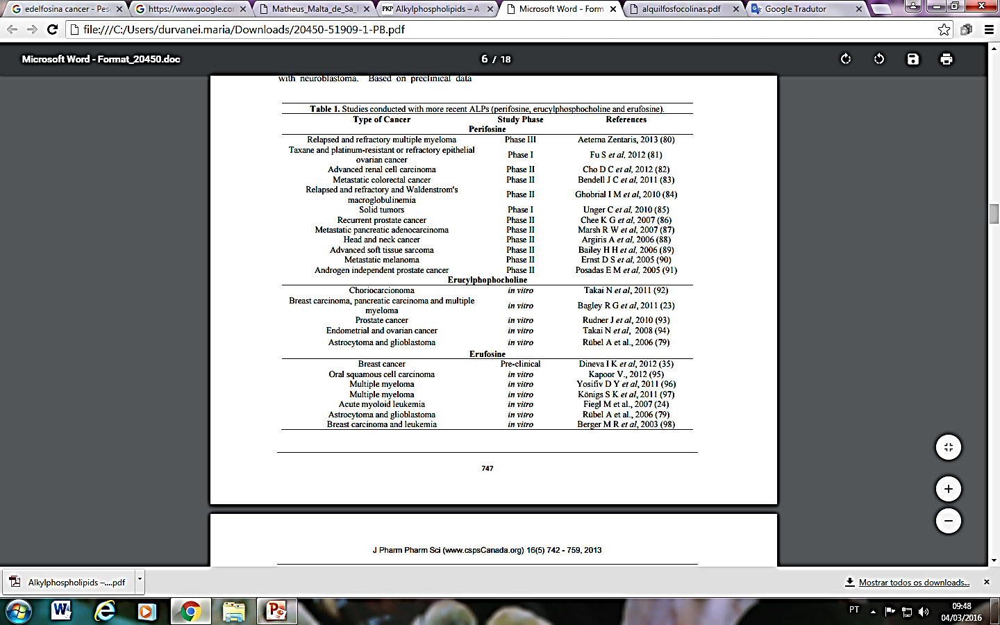 edelfosina cancer - Pes
https://www.google.co
Matheus_Malta_de_Sa_
PKP Alkylphospholipids – A
Microsoft Word - Form
alquilfosfocolinas.pdf
Google Tradutor
file:///C:/Users/durvanei.maria/Downloads/20450-51909-1-PB.pdf
Microsoft Word - Format_20450.doc 6 / 18
with neuroblastoma. Based on preclinical data
Table 1. Studies conducted with more recent ALPs (perifosine, erucylphosphocholine and erufosine).
Type of Cancer Study Phase References
Perifosine
Relapsed and refractory multiple myeloma Phase III Aeterna Zentaris, 2013 (80)
Taxane and platinum-resistant or refractory epithelial
ovarian cancer Phase I Fu S et al, 2012 (81)
Advanced renal cell carcinoma Phase II Cho D C et al, 2012 (82)
Metastatic colorectal cancer Phase II Bendell J C et al, 2011 (83)
Relapsed and refractory and Waldenstrom's
macroglobulinemia Phase II Ghobrial I M et al, 2010 (84)
Solid tumors Phase I Unger C et al, 2010 (85)
Recurrent prostate cancer Phase II Chee K G et al, 2007 (86)
Metastatic pancreatic adenocarcinoma Phase II Marsh R W et al, 2007 (87)
Head and neck cancer Phase II Argiris A et al, 2006 (88)
Advanced soft tissue sarcoma Phase II Bailey H H et al, 2006 (89)
Metastatic melanoma Phase II Ernst D S et al, 2005 (90)
Androgen independent prostate cancer Phase II Posadas E M et al, 2005 (91)
Erucylphophocholine
Choriocarcionoma in vitro Takai N et al, 2011 (92)
Breast carcinoma, pancreatic carcinoma and multiple
myeloma in vitro Bagley R G et al, 2011 (23)
Prostate cancer in vitro Rudner J et al, 2010 (93)
Endometrial and ovarian cancer in vitro Takai N et al, 2008 (94)
Astrocytoma and glioblastoma in vitro Rübel A et al., 2006 (79)
Erufosine
Breast cancer Pre-clinical Dineva I K et al, 2012 (35)
Oral squamous cell carcinoma in vitro Kapoor V., 2012 (95)
Multiple myeloma in vitro Yosifiv D Y et al, 2011 (96)
Multiple myeloma in vitro Königs S K et al, 2011 (97)
Acute myoloid leukemia in vitro Fiegl M et al., 2007 (24)
Astrocytoma and glioblastoma in vitro Rübel A et al., 2006 (79)
Breast carcinoma and leukemia in vitro Berger M R et al, 2003 (98)
747
J Pharm Pharm Sci (www.cspsCanada.org) 16(5) 742 - 759, 2013
Alkylphospholipids –....pdf
Mostrar todos os downloads...
PT
09:48
04/03/2016